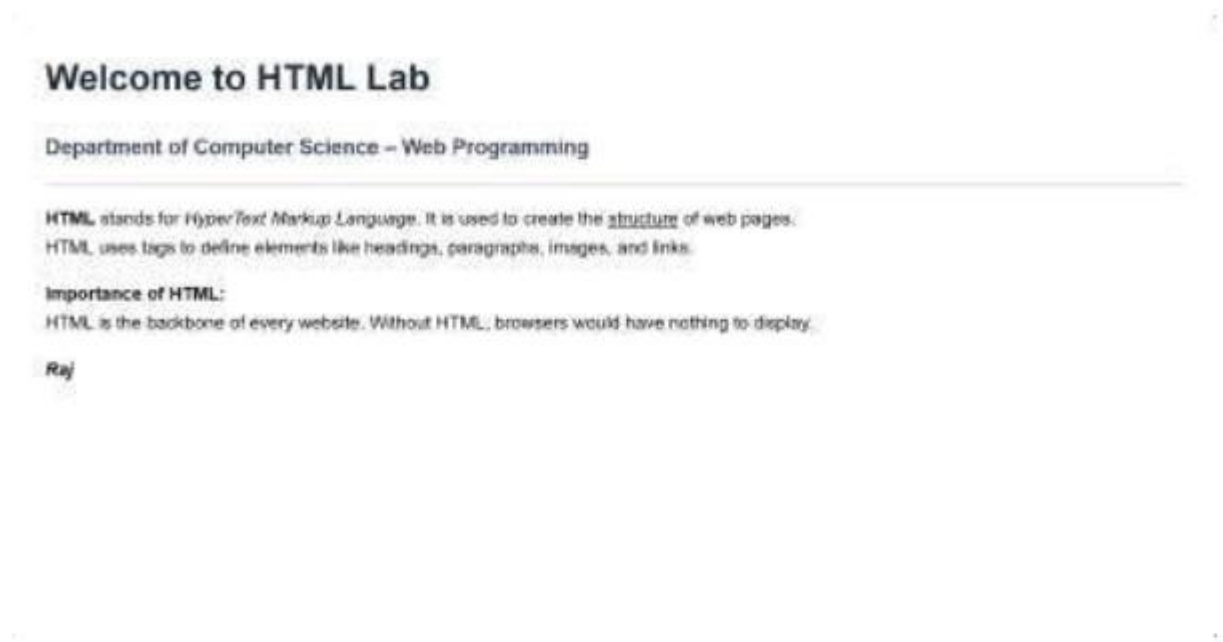 Welcome to HTML Lab
Department of Computer Science – Web Programming
HTML stands for HyperText Markup Language. It is used to create the structure of web pages.
HTML uses tags to define elements like headings, paragraphs, images, and links.
Importance of HTML:
HTML is the backbone of every website. Without HTML, browsers would have nothing to display.
Raj